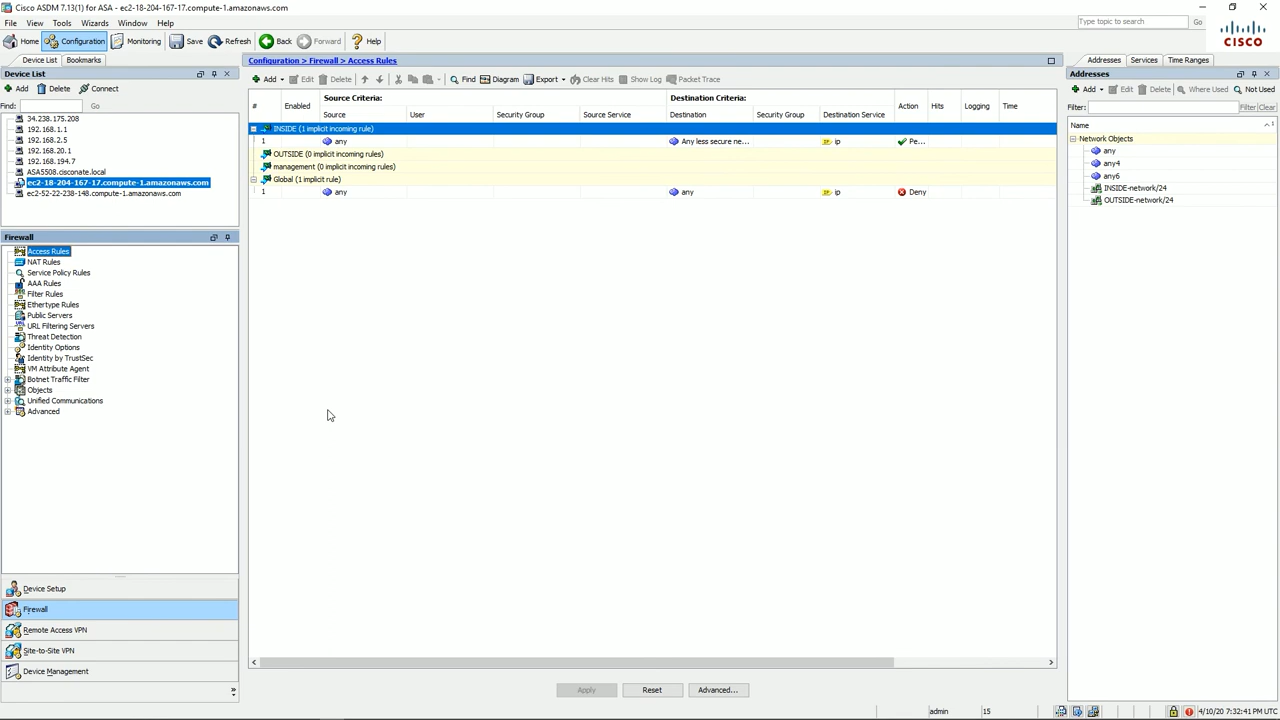 Cisco ASDM 7.13(1) for ASA - ec2-18-204-167-17.compute-1.amazonaws.com
File View Tools Wizards Window Help
Type topic to search Go
Home Configuration Monitoring Save Refresh Back Forward Help
CISCO
Device List Bookmarks
Device List
Add Delete Connect
Find: Go
34.238.175.208
192.168.1.1
192.168.2.5
192.168.20.1
192.168.194.7
ASA5508.cisconate.local
ec2-18-204-167-17.compute-1.amazonaws.com
ec2-52-22-238-148.compute-1.amazonaws.com
Firewall
Access Rules
NAT Rules
Service Policy Rules
AAA Rules
Filter Rules
Ethertype Rules
Public Servers
URL Filtering Servers
Threat Detection
Identity Options
Identity by TrustSec
VM Attribute Agent
Botnet Traffic Filter
Objects
Unified Communications
Advanced
Device Setup
Firewall
Remote Access VPN
Site-to-Site VPN
Device Management
Configuration > Firewall > Access Rules
Add Edit Delete Find Diagram Export Clear Hits Show Log Packet Trace
# Enabled Source Criteria: Destination Criteria: Action Hits Logging Time
Source User Security Group Source Service Destination Security Group Destination Service
INSIDE (1 implicit incoming rule)
1 any Any less secure ne... ip Pe...
OUTSIDE (0 implicit incoming rules)
management (0 implicit incoming rules)
Global (1 implicit rule)
1 any any ip Deny
Apply Reset Advanced...
Addresses Services Time Ranges
Addresses
Add Edit Delete Where Used Not Used
Filter: Filter Clear
Name
Network Objects
any
any4
any6
INSIDE-network/24
OUTSIDE-network/24
admin 15 4/10/20 7:32:41 PM UTC